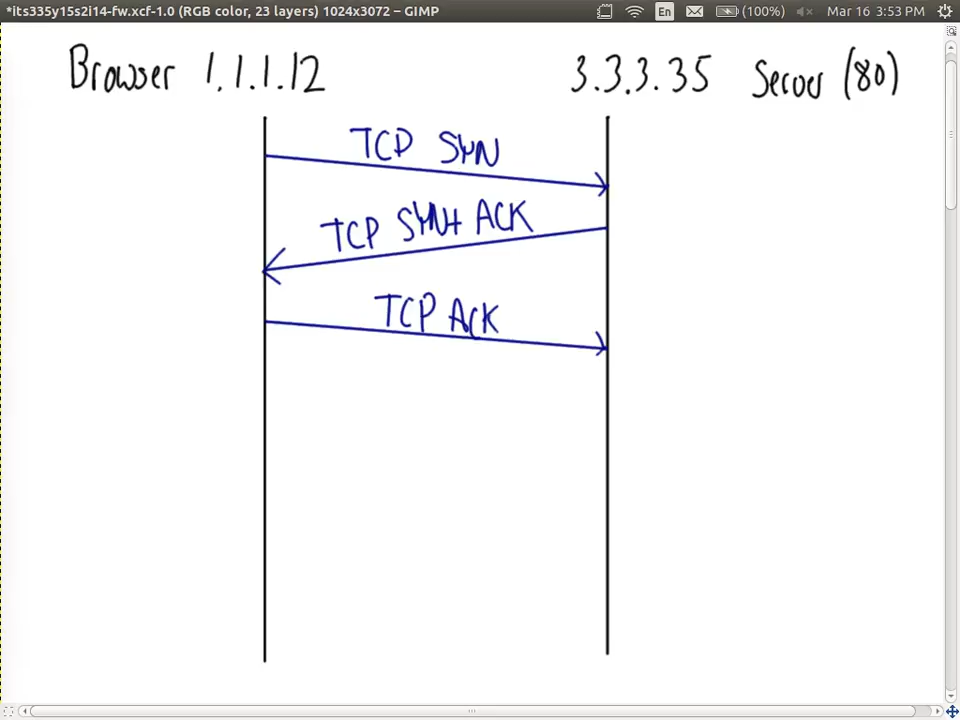 *its335y15s2i14-fw.xcf-1.0 (RGB color, 23 layers) 1024x3072 – GIMP En (100%) Mar 16 3:53 PM
Browser 1.1.1.12 3.3.3.35 Server (80)
TCP SYN
TCP SYN+ ACK
TCP ACK